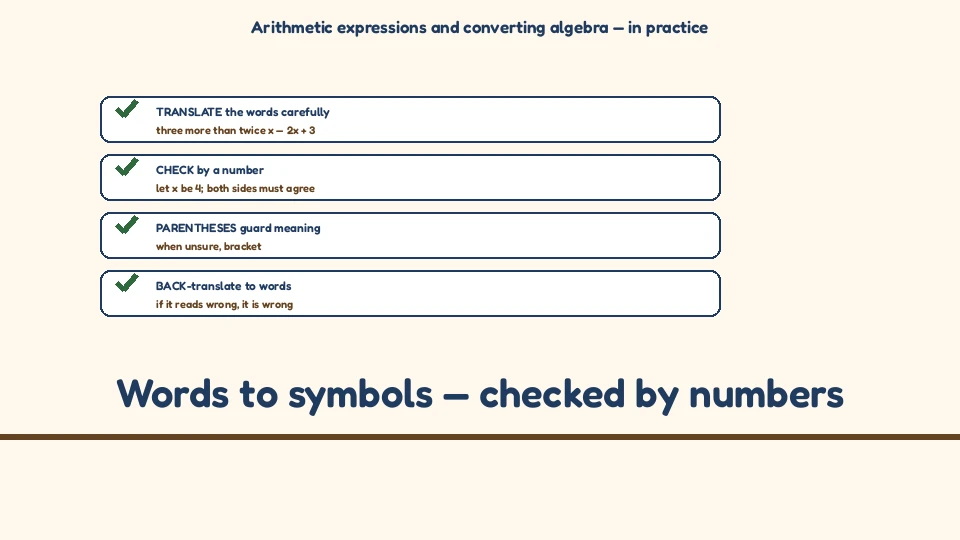 Arithmetic expressions and converting algebra — in practice
TRANSLATE the words carefully
three more than twice x — 2x + 3
CHECK by a number
let x be 4; both sides must agree
PARENTHESES guard meaning
when unsure, bracket
BACK-translate to words
if it reads wrong, it is wrong
Words to symbols — checked by numbers